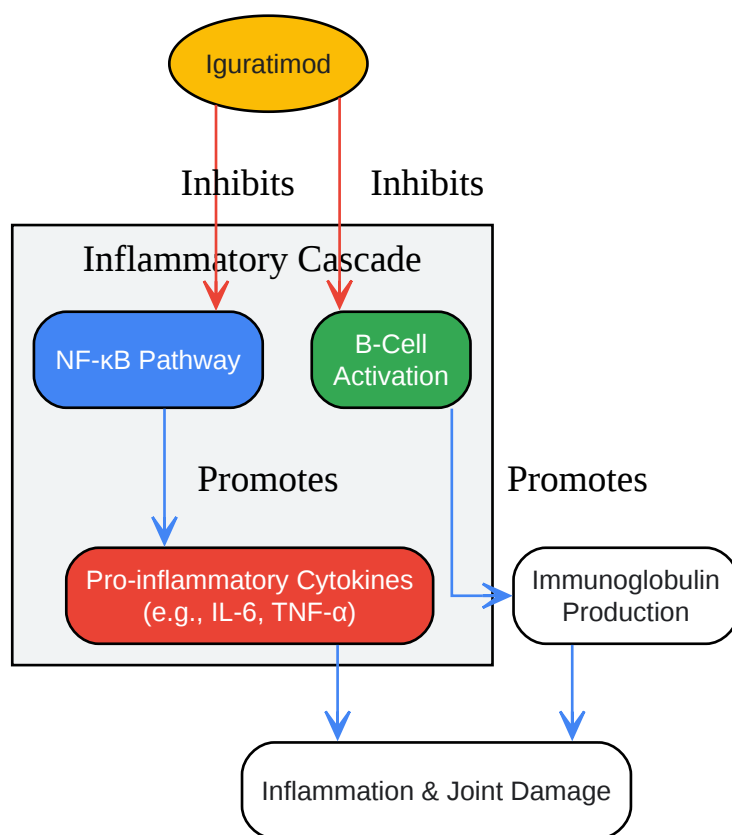 Iguratimod
Inhibits
Inhibits
Inflammatory Cascade
NF-κB Pathway
B-Cell
Activation
Promotes
Promotes
Pro-inflammatory Cytokines
(e.g., IL-6, TNF-α)
Immunoglobulin
Production
Inflammation & Joint Damage